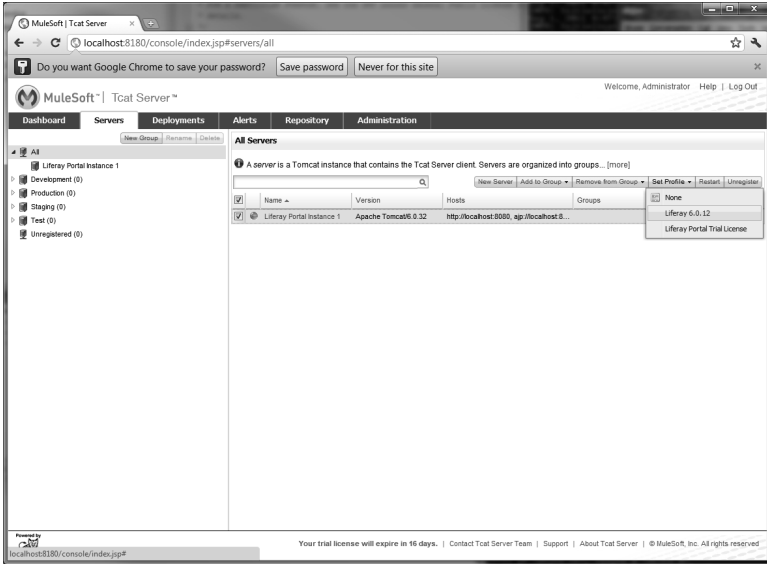 MuleSoft | Tcat Server
localhost:8180/console/index.jsp#servers/all
Do you want Google Chrome to save your password? Save password Never for this site
Welcome, Administrator Help | Log Out
MuleSoft™ | Tcat Server™
Dashboard Servers Deployments Alerts Repository Administration
New Group Rename Delete
All
Liferay Portal Instance 1
Development (0)
Production (0)
Staging (0)
Test (0)
Unregistered (0)
All Servers
A server is a Tomcat instance that contains the Tcat Server client. Servers are organized into groups... [more]
New Server Add to Group Remove from Group Set Profile Restart Unregister
Name Version Hosts Groups
Liferay Portal Instance 1 Apache Tomcat/6.0.32 http://localhost:8080, ajp://localhost:8...
None
Liferay 6.0.12
Liferay Portal Trial License
Powered by
Your trial license will expire in 16 days. | Contact Tcat Server Team | Support | About Tcat Server | © MuleSoft, Inc. All rights reserved
localhost:8180/console/index.jsp#